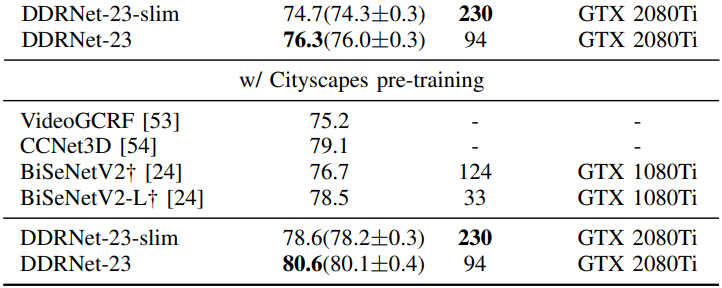 DDRNet-23-slim 74.7(74.3±0.3) 230 GTX 2080Ti
DDRNet-23 76.3(76.0±0.3) 94 GTX 2080Ti
w/ Cityscapes pre-training
VideoGCRF [53] 75.2 - -
CCNet3D [54] 79.1 - -
BiSeNetV2† [24] 76.7 124 GTX 1080Ti
BiSeNetV2-L† [24] 78.5 33 GTX 1080Ti
DDRNet-23-slim 78.6(78.2±0.3) 230 GTX 2080Ti
DDRNet-23 80.6(80.1±0.4) 94 GTX 2080Ti